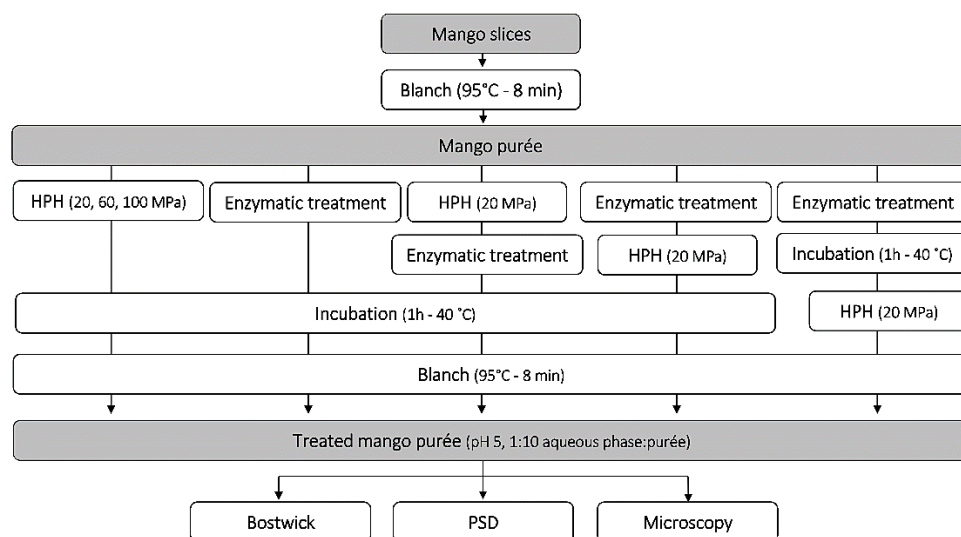 Mango slices
Blanch (95°C - 8 min)
Mango purée
HPH (20, 60, 100 MPa)
Enzymatic treatment
HPH (20 MPa)
Enzymatic treatment
Enzymatic treatment
Enzymatic treatment
HPH (20 MPa)
Incubation (1h - 40 ˚C)
Incubation (1h - 40 ˚C)
HPH (20 MPa)
Blanch (95°C - 8 min)
Treated mango purée (pH 5, 1:10 aqueous phase:purée)
Bostwick
PSD
Microscopy